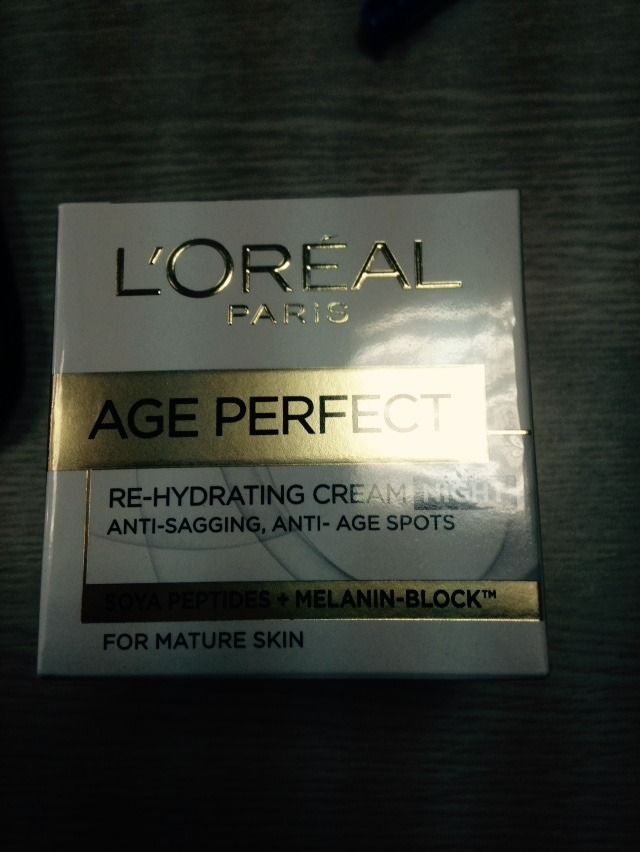 L'ORÉAL
PARIS
AGE PERFECT
RE-HYDRATING CREAM NIGHT
ANTI-SAGGING, ANTI- AGE SPOTS
SOYA PEPTIDES + MELANIN-BLOCK™
FOR MATURE SKIN